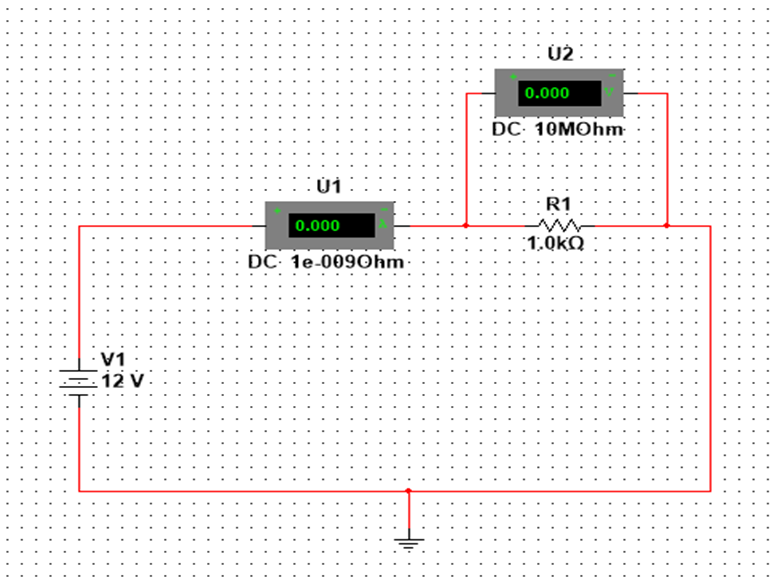 U2
+ -
0.000 V
DC 10MOhm
U1
+ -
0.000 A
DC 1e-009Ohm
R1
1.0kΩ
V1
12 V